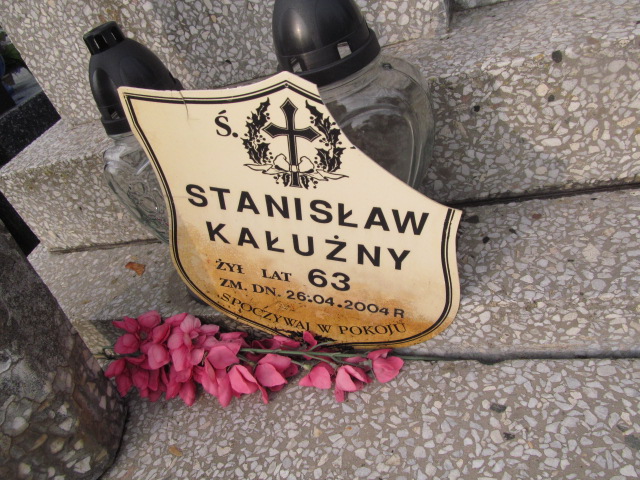 Ś.
STANISŁAW
KAŁUŻNY
ŻYŁ LAT 63
ZM. DN. 26.04.2004 R
SPOCZYWAJ W POKOJU